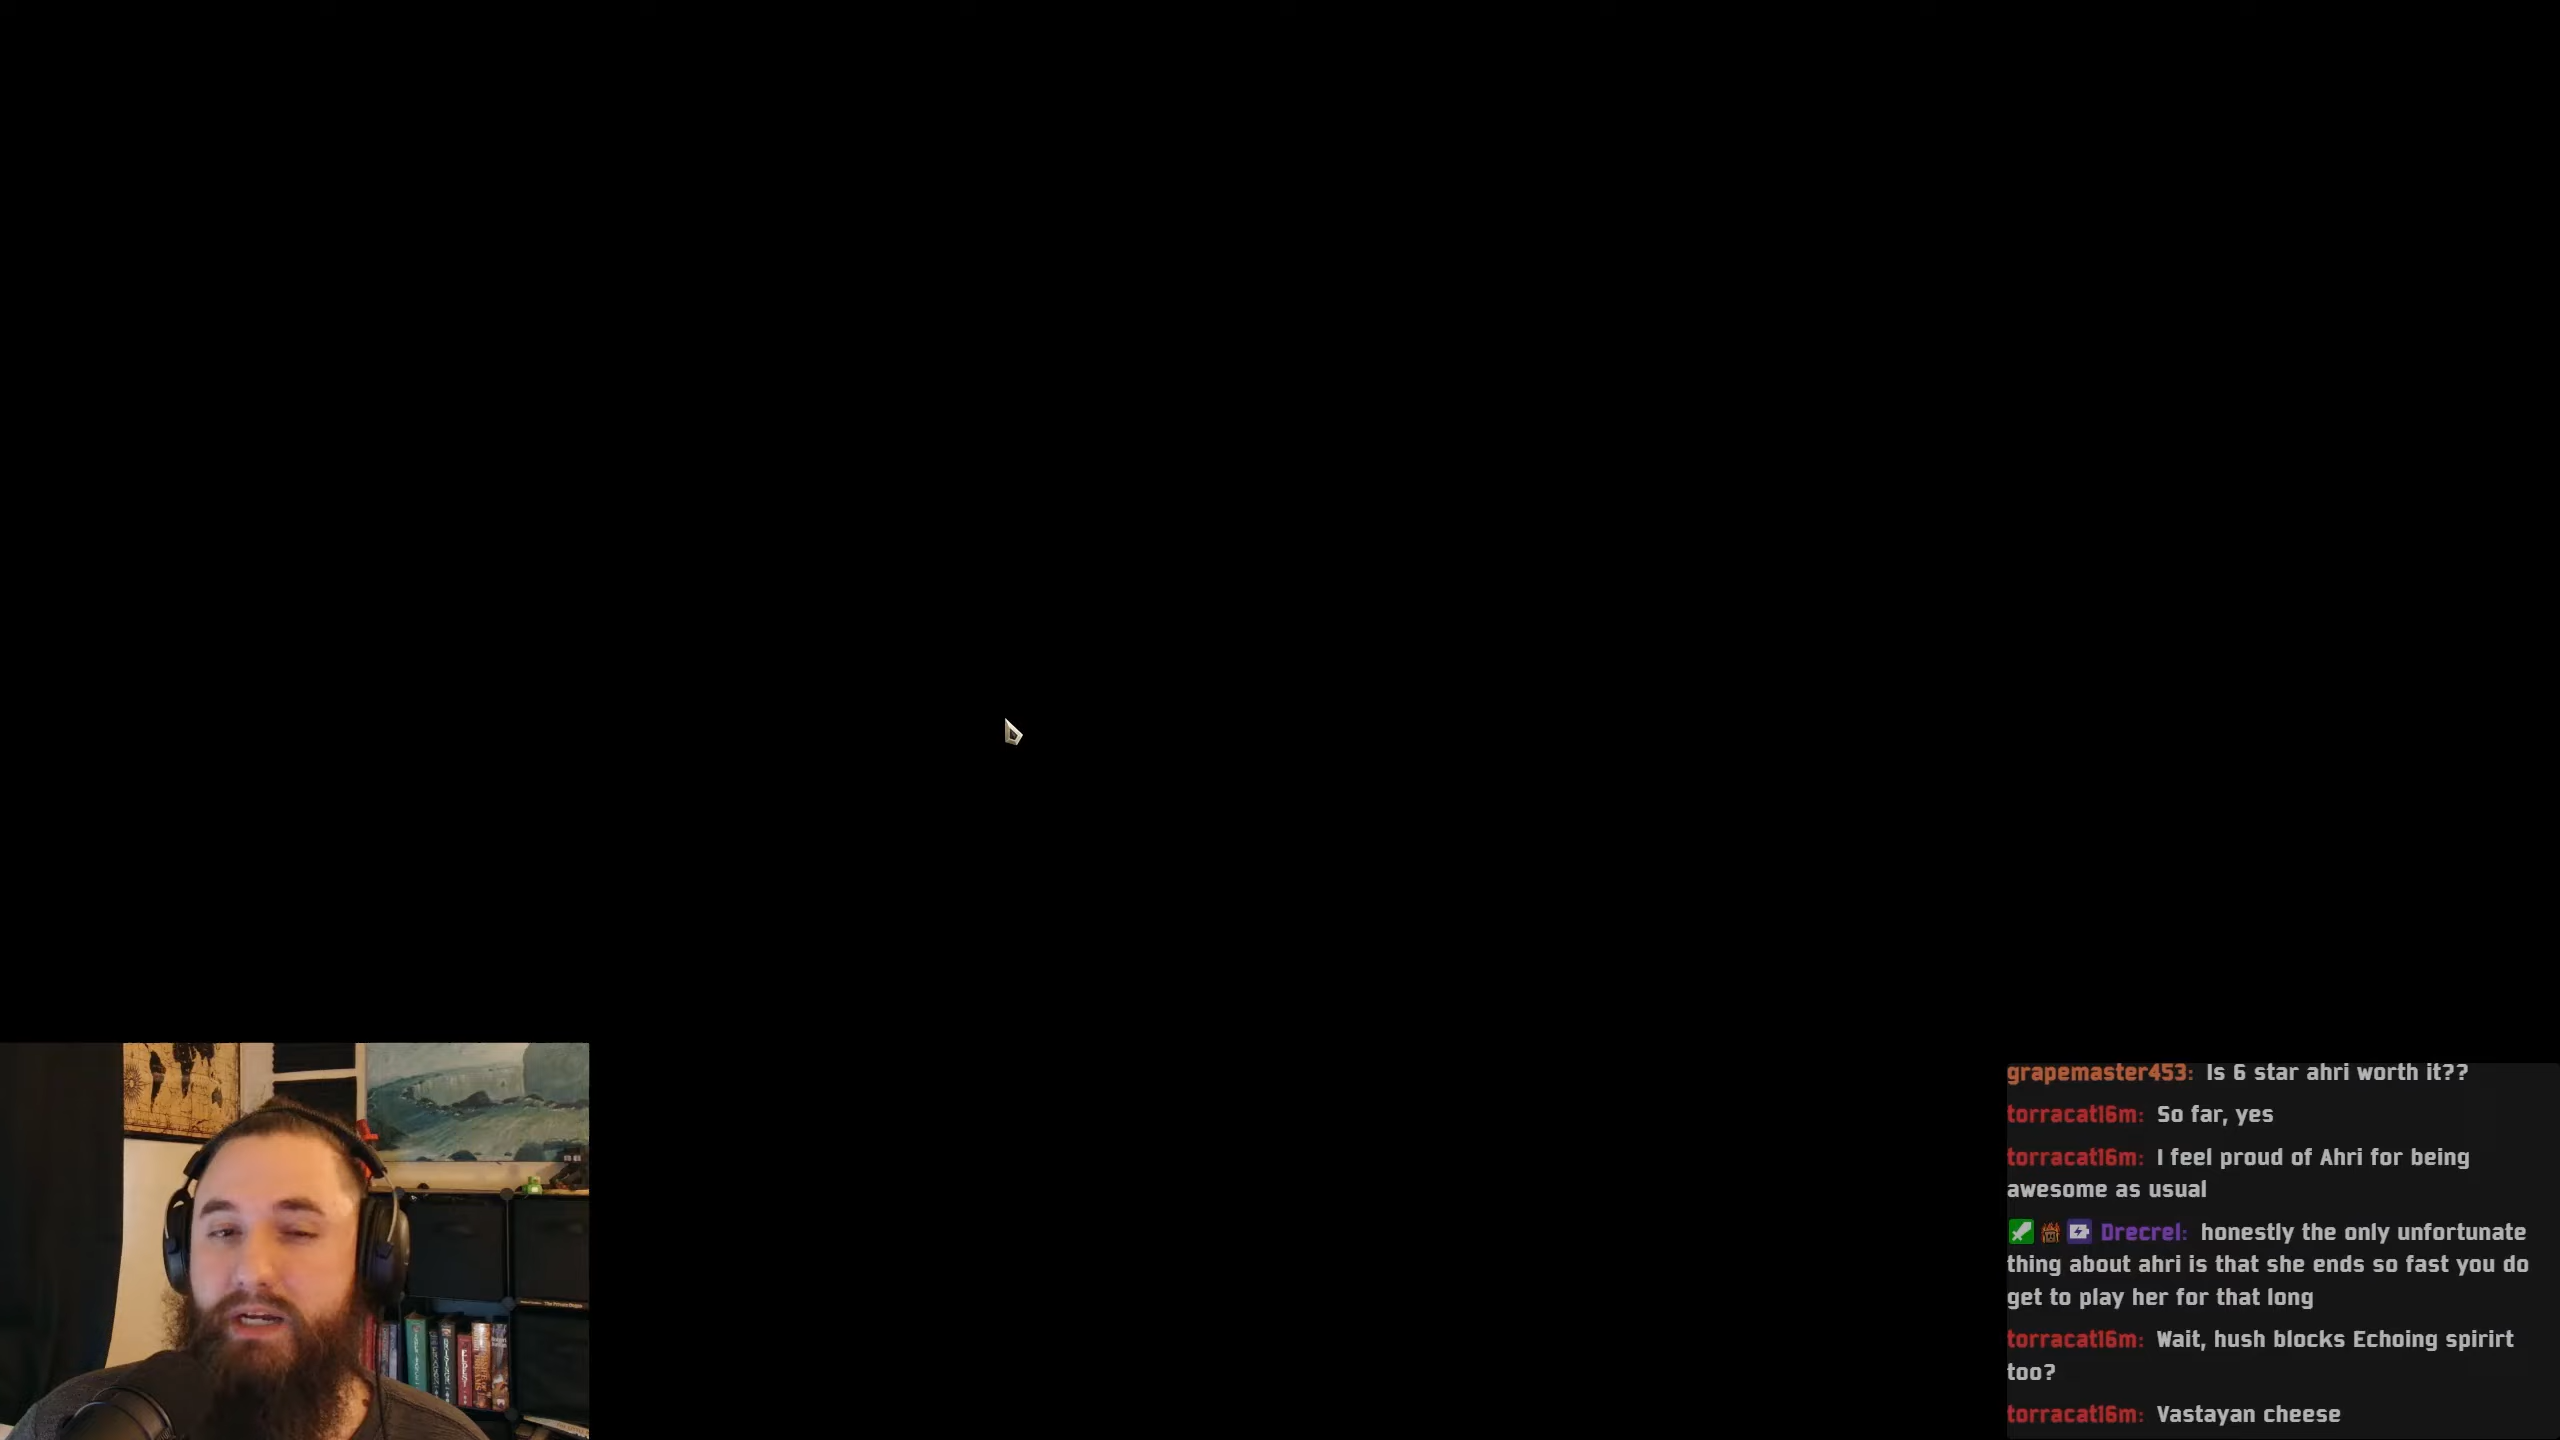 grapemaster453: Is 6 star ahri worth it??
torracat16m: So far, yes
torracat16m: I feel proud of Ahri for being
awesome as usual
Drecrel: honestly the only unfortunate
thing about ahri is that she ends so fast you do
get to play her for that long
torracat16m: Wait, hush blocks Echoing spirirt
too?
torracat16m: Vastayan cheese